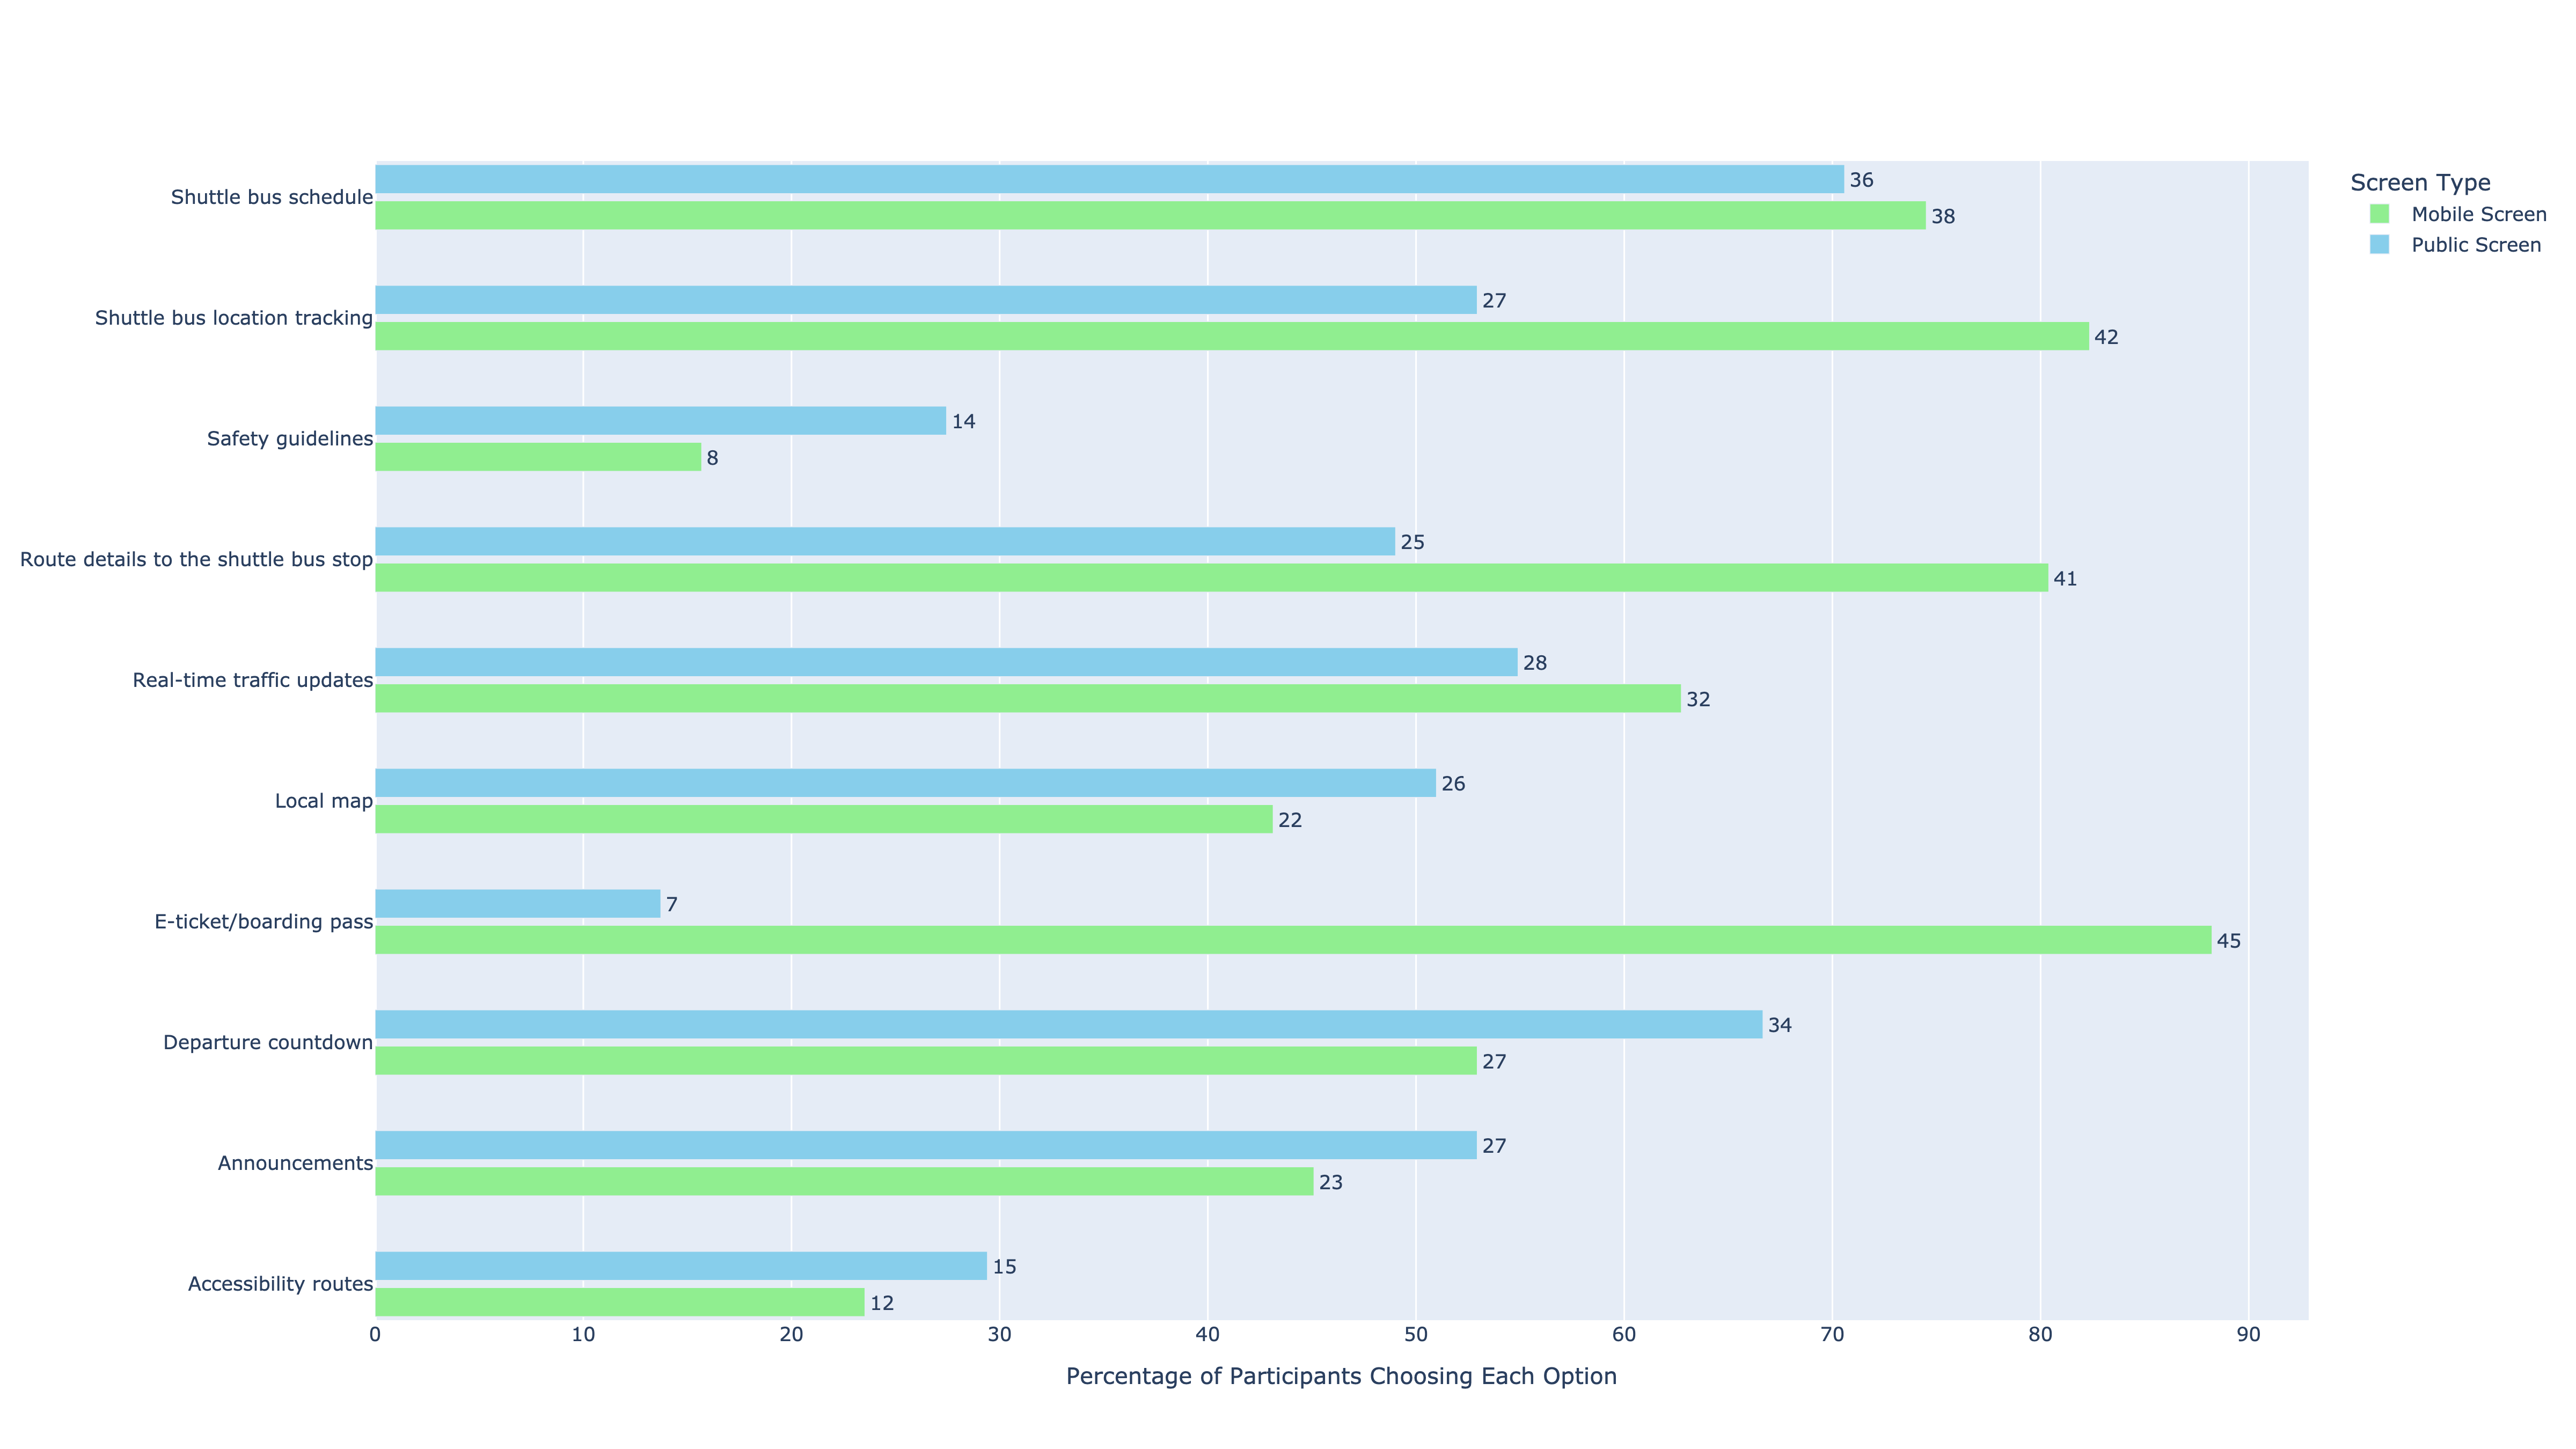 Screen Type
Mobile Screen
Public Screen
Shuttle bus schedule
36
38
Shuttle bus location tracking
27
42
Safety guidelines
14
8
Route details to the shuttle bus stop
25
41
Real-time traffic updates
28
32
Local map
26
22
E-ticket/boarding pass
7
45
Departure countdown
34
27
Announcements
27
23
Accessibility routes
15
12
0 10 20 30 40 50 60 70 80 90
Percentage of Participants Choosing Each Option